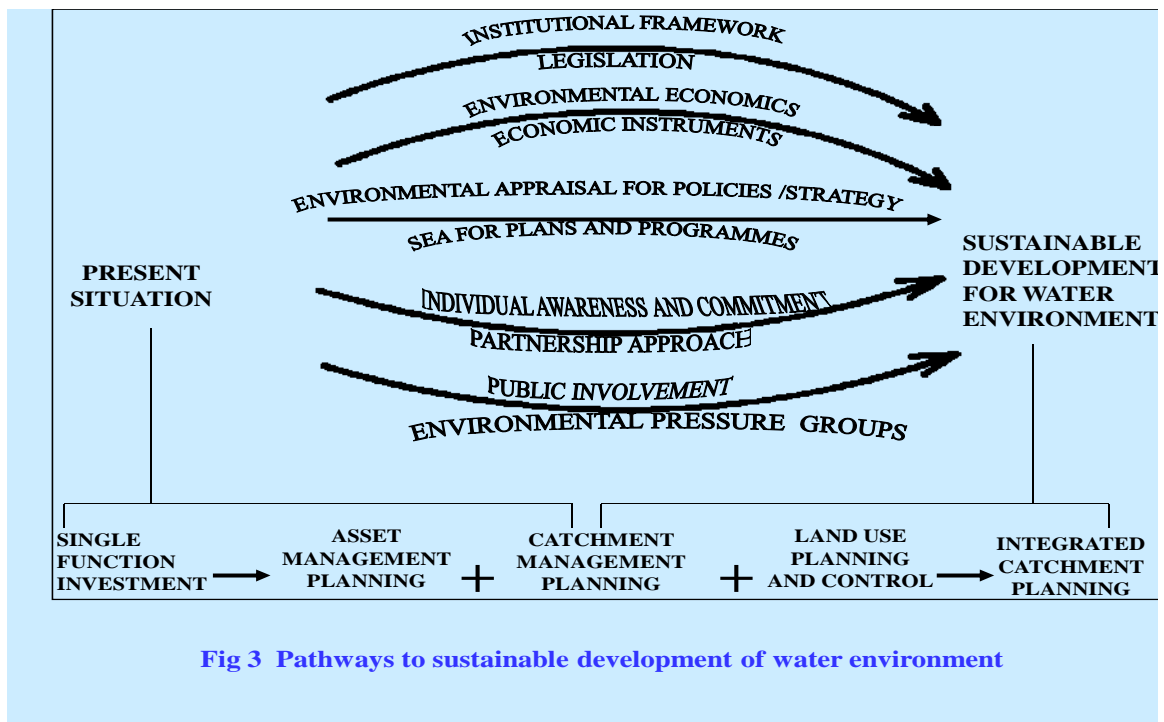 INSTITUTIONAL FRAMEWORK
LEGISLATION
ENVIRONMENTAL ECONOMICS
ECONOMIC INSTRUMENTS
ENVIRONMENTAL APPRAISAL FOR POLICIES /STRATEGY
SEA FOR PLANS AND PROGRAMMES
PRESENT
SITUATION
INDIVIDUAL AWARENESS AND COMMITMENT
PARTNERSHIP APPROACH
PUBLIC INVOLVEMENT
ENVIRONMENTAL PRESSURE GROUPS
SUSTAINABLE
DEVELOPMENT
FOR WATER
ENVIRONMENT
SINGLE
FUNCTION
INVESTMENT
ASSET
MANAGEMENT
PLANNING
+
CATCHMENT
MANAGEMENT
PLANNING
+
LAND USE
PLANNING
AND CONTROL
INTEGRATED
CATCHMENT
PLANNING
Fig 3 Pathways to sustainable development of water environment